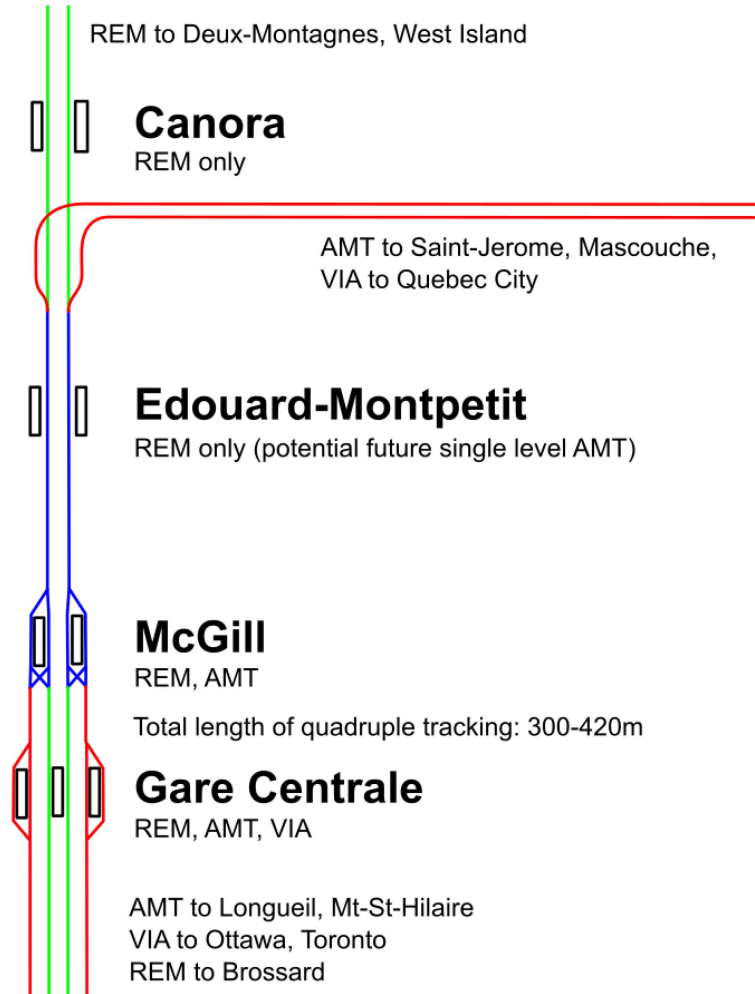 REM to Deux-Montagnes, West Island
Canora
REM only
AMT to Saint-Jerome, Mascouche,
VIA to Quebec City
Edouard-Montpetit
REM only (potential future single level AMT)
McGill
REM, AMT
Total length of quadruple tracking: 300-420m
Gare Centrale
REM, AMT, VIA
AMT to Longueil, Mt-St-Hilaire
VIA to Ottawa, Toronto
REM to Brossard